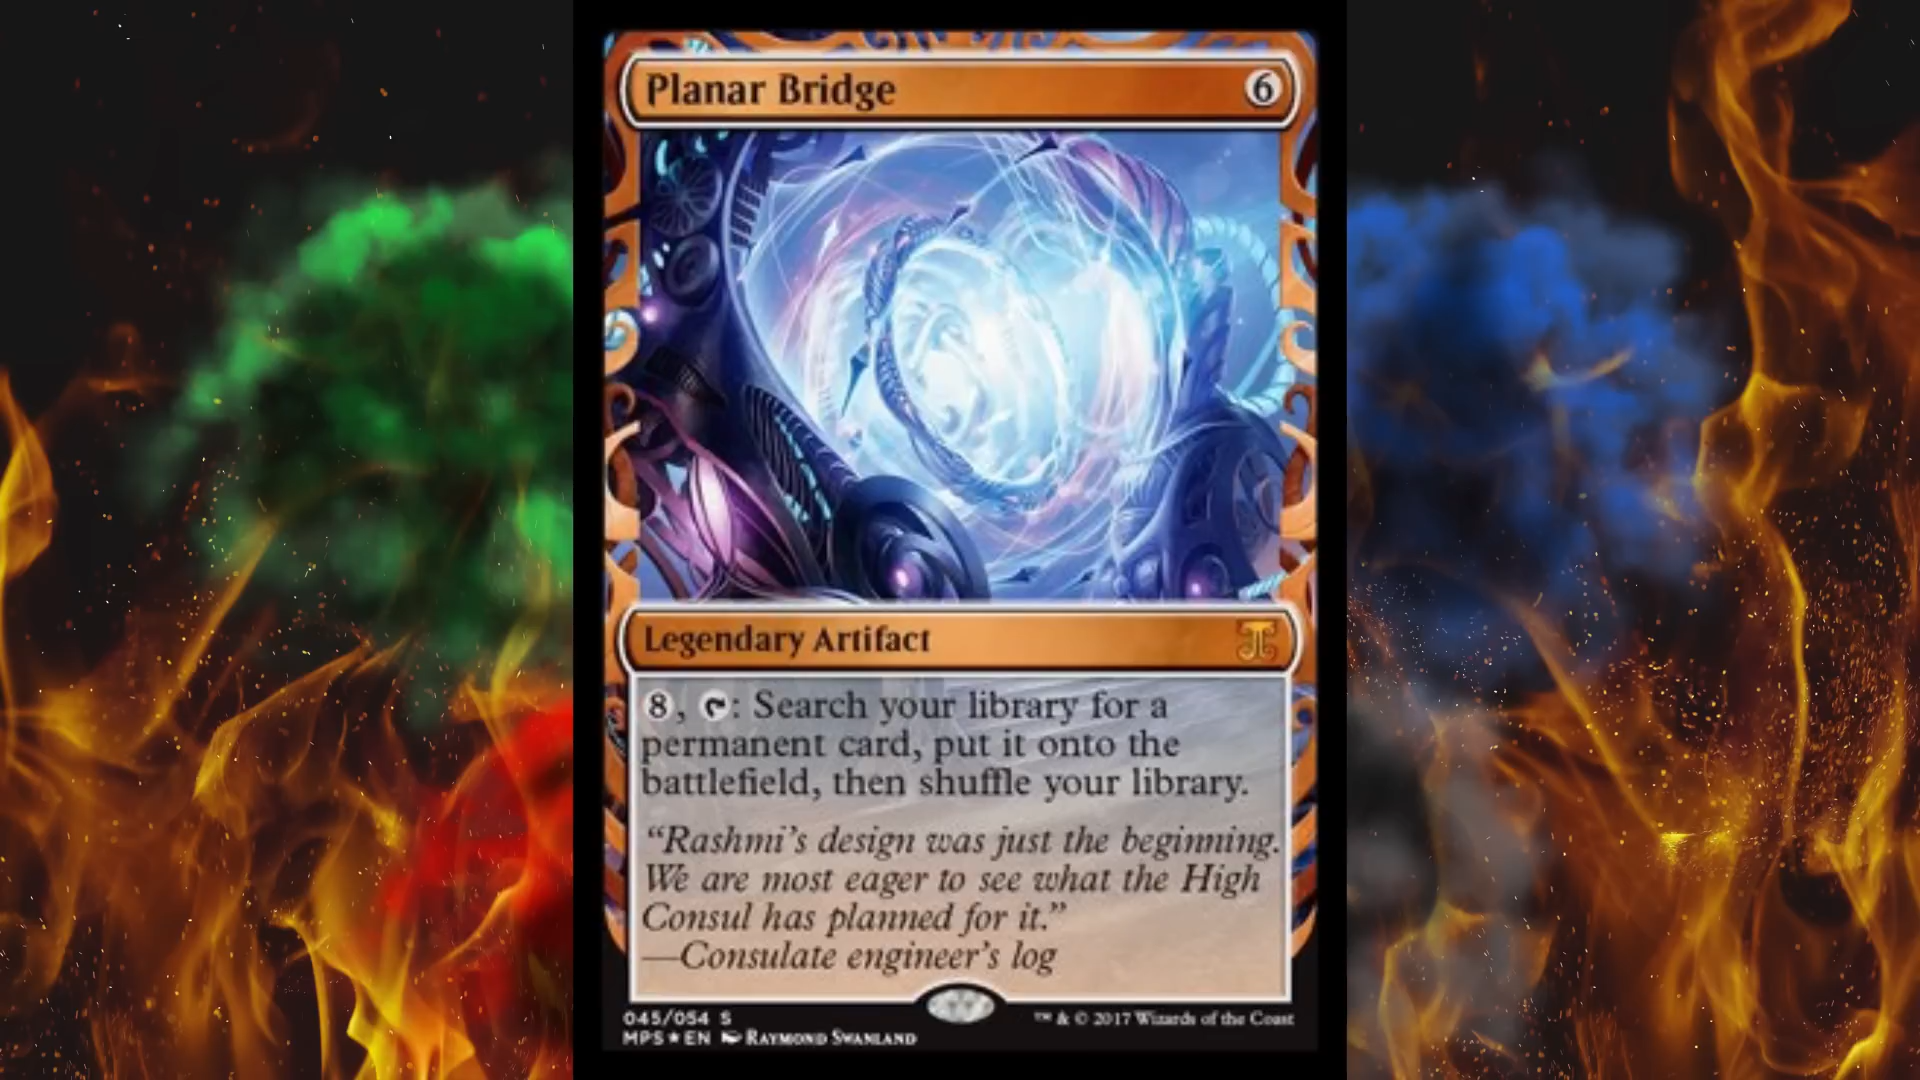 Planar Bridge 6
Legendary Artifact
8, : Search your library for a
permanent card, put it onto the
battlefield, then shuffle your library.
“Rashmi’s design was just the beginning.
We are most eager to see what the High
Consul has planned for it.”
—Consulate engineer’s log
045/054 S
MPS★EN Raymond Swanland
™ & © 2017 Wizards of the Coast